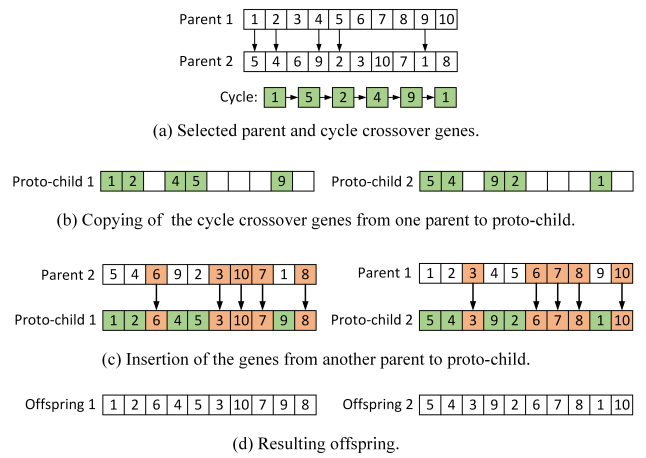 Parent 1 1 2 3 4 5 6 7 8 9 10
Parent 2 5 4 6 9 2 3 10 7 1 8
Cycle: 1 5 2 4 9 1
(a) Selected parent and cycle crossover genes.
Proto-child 1 1 2 4 5 9 Proto-child 2 5 4 9 2 1
(b) Copying of the cycle crossover genes from one parent to proto-child.
Parent 2 5 4 6 9 2 3 10 7 1 8 Parent 1 1 2 3 4 5 6 7 8 9 10
Proto-child 1 1 2 6 4 5 3 10 7 9 8 Proto-child 2 5 4 3 9 2 6 7 8 1 10
(c) Insertion of the genes from another parent to proto-child.
Offspring 1 1 2 6 4 5 3 10 7 9 8 Offspring 2 5 4 3 9 2 6 7 8 1 10
(d) Resulting offspring.